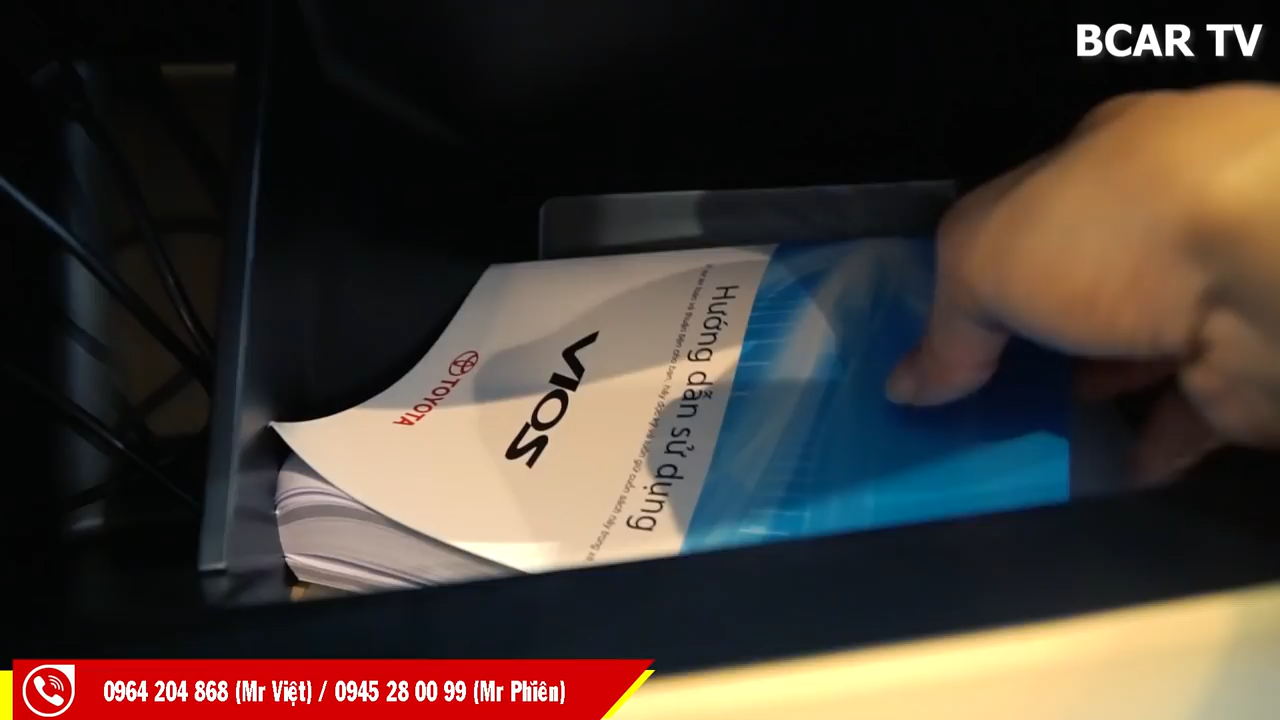 BCAR TV
Hướng dẫn sử dụng
VIOS
TOYOTA
0964 204 868 (Mr Việt) / 0945 28 00 99 (Mr Phiên)